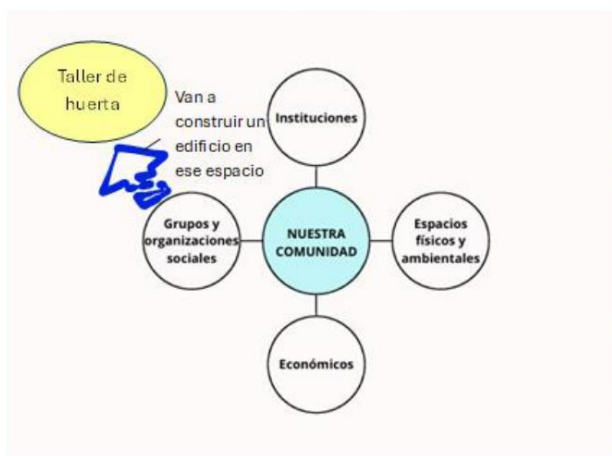 Taller de
huerta
Van a
construir un
edificio en
ese espacio
Instituciones
Grupos y
organizaciones
sociales
NUESTRA
COMUNIDAD
Espacios
físicos y
ambientales
Económicos